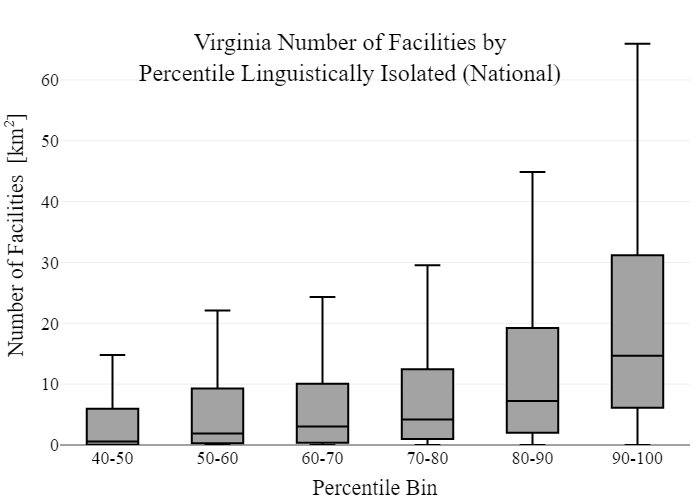 Virginia Number of Facilities by
Percentile Linguistically Isolated (National)
Number of Facilities [km²]
60
50
40
30
20
10
0
40-50 50-60 60-70 70-80 80-90 90-100
Percentile Bin